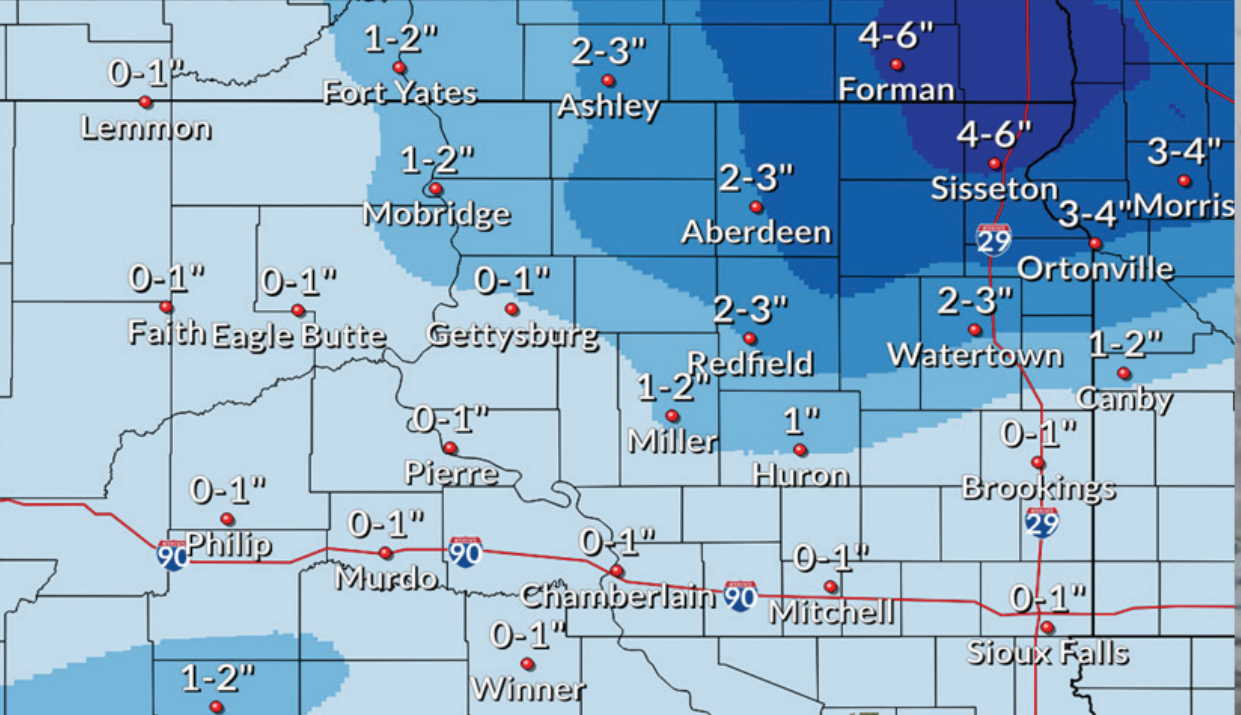 1-2"
Fort Yates
2-3"
Ashley
4-6"
Forman
0-1"
Lemmon
4-6"
Sisseton
3-4"
Morris
1-2"
Mobridge
2-3"
Aberdeen
3-4"
Ortonville
29
0-1"
Faith
0-1"
Eagle Butte
0-1"
Gettysburg
2-3"
Redfield
2-3"
Watertown
1-2"
Canby
1-2"
Miller
1"
Huron
0-1"
Pierre
0-1"
Brookings
29
0-1"
Philip
90
0-1"
Murdo
90
0-1"
Chamberlain
90
0-1"
Mitchell
0-1"
Sioux Falls
0-1"
Winner
1-2"